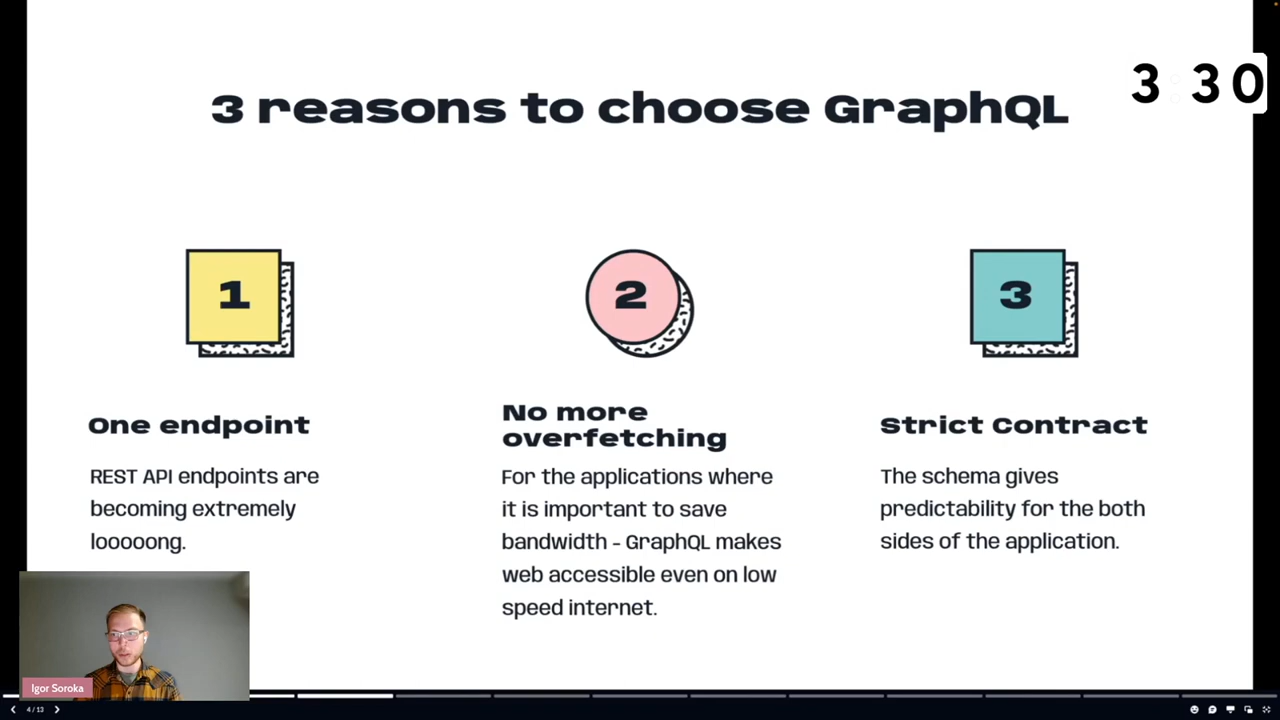 3:30
3 reasons to choose GraphQL
1
One endpoint
REST API endpoints are
becoming extremely
looooong.
2
No more
overfetching
For the applications where
it is important to save
bandwidth - GraphQL makes
web accessible even on low
speed internet.
3
Strict Contract
The schema gives
predictability for the both
sides of the application.
Igor Soroka
4/13